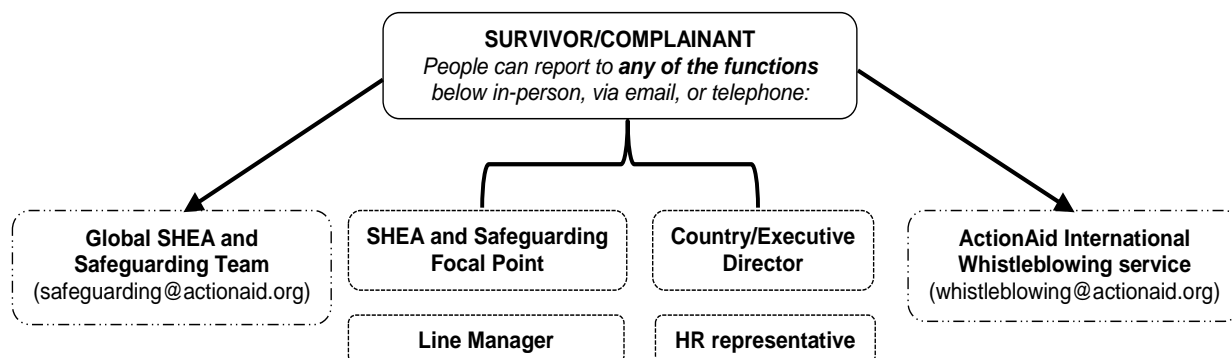 SURVIVOR/COMPLAINANT
People can report to any of the functions
below in-person, via email, or telephone:
Global SHEA and
Safeguarding Team
(safeguarding@actionaid.org)
SHEA and Safeguarding
Focal Point
Country/Executive
Director
ActionAid International
Whistleblowing service
(whistleblowing@actionaid.org)
Line Manager
HR representative